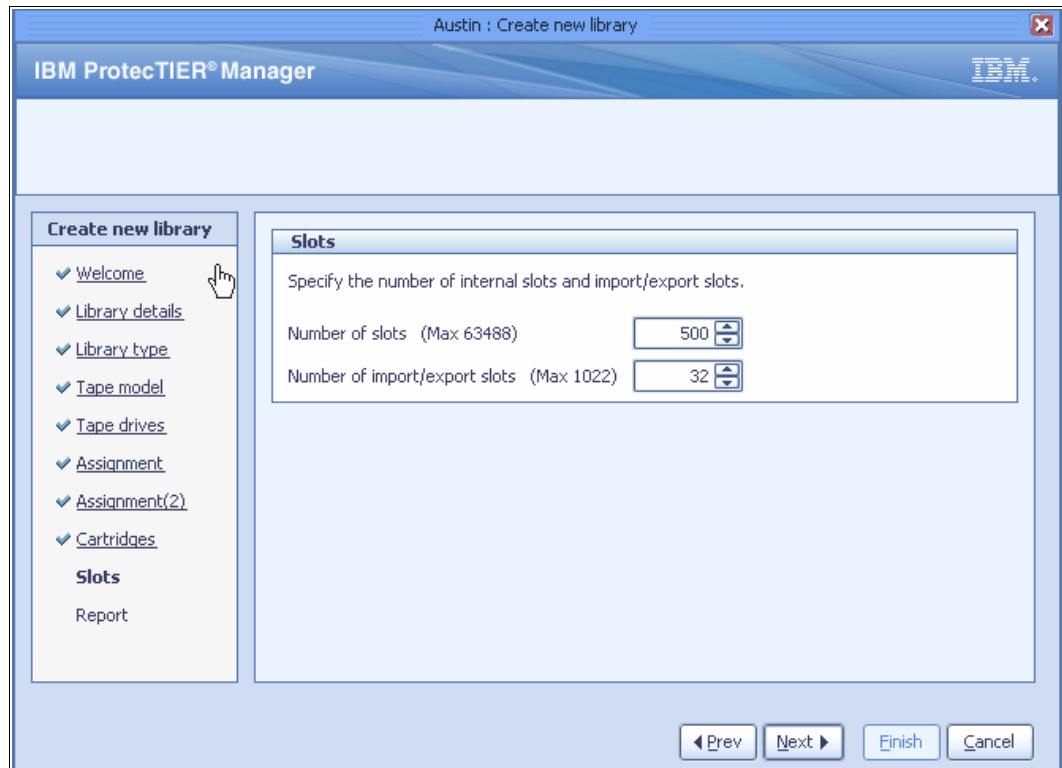 Austin : Create new library
IBM ProtecTIER® Manager
IBM.
Create new library
Welcome
Library details
Library type
Tape model
Tape drives
Assignment
Assignment(2)
Cartridges
Slots
Report
Slots
Specify the number of internal slots and import/export slots.
Number of slots (Max 63488) 500
Number of import/export slots (Max 1022) 32
Prev Next Finish Cancel